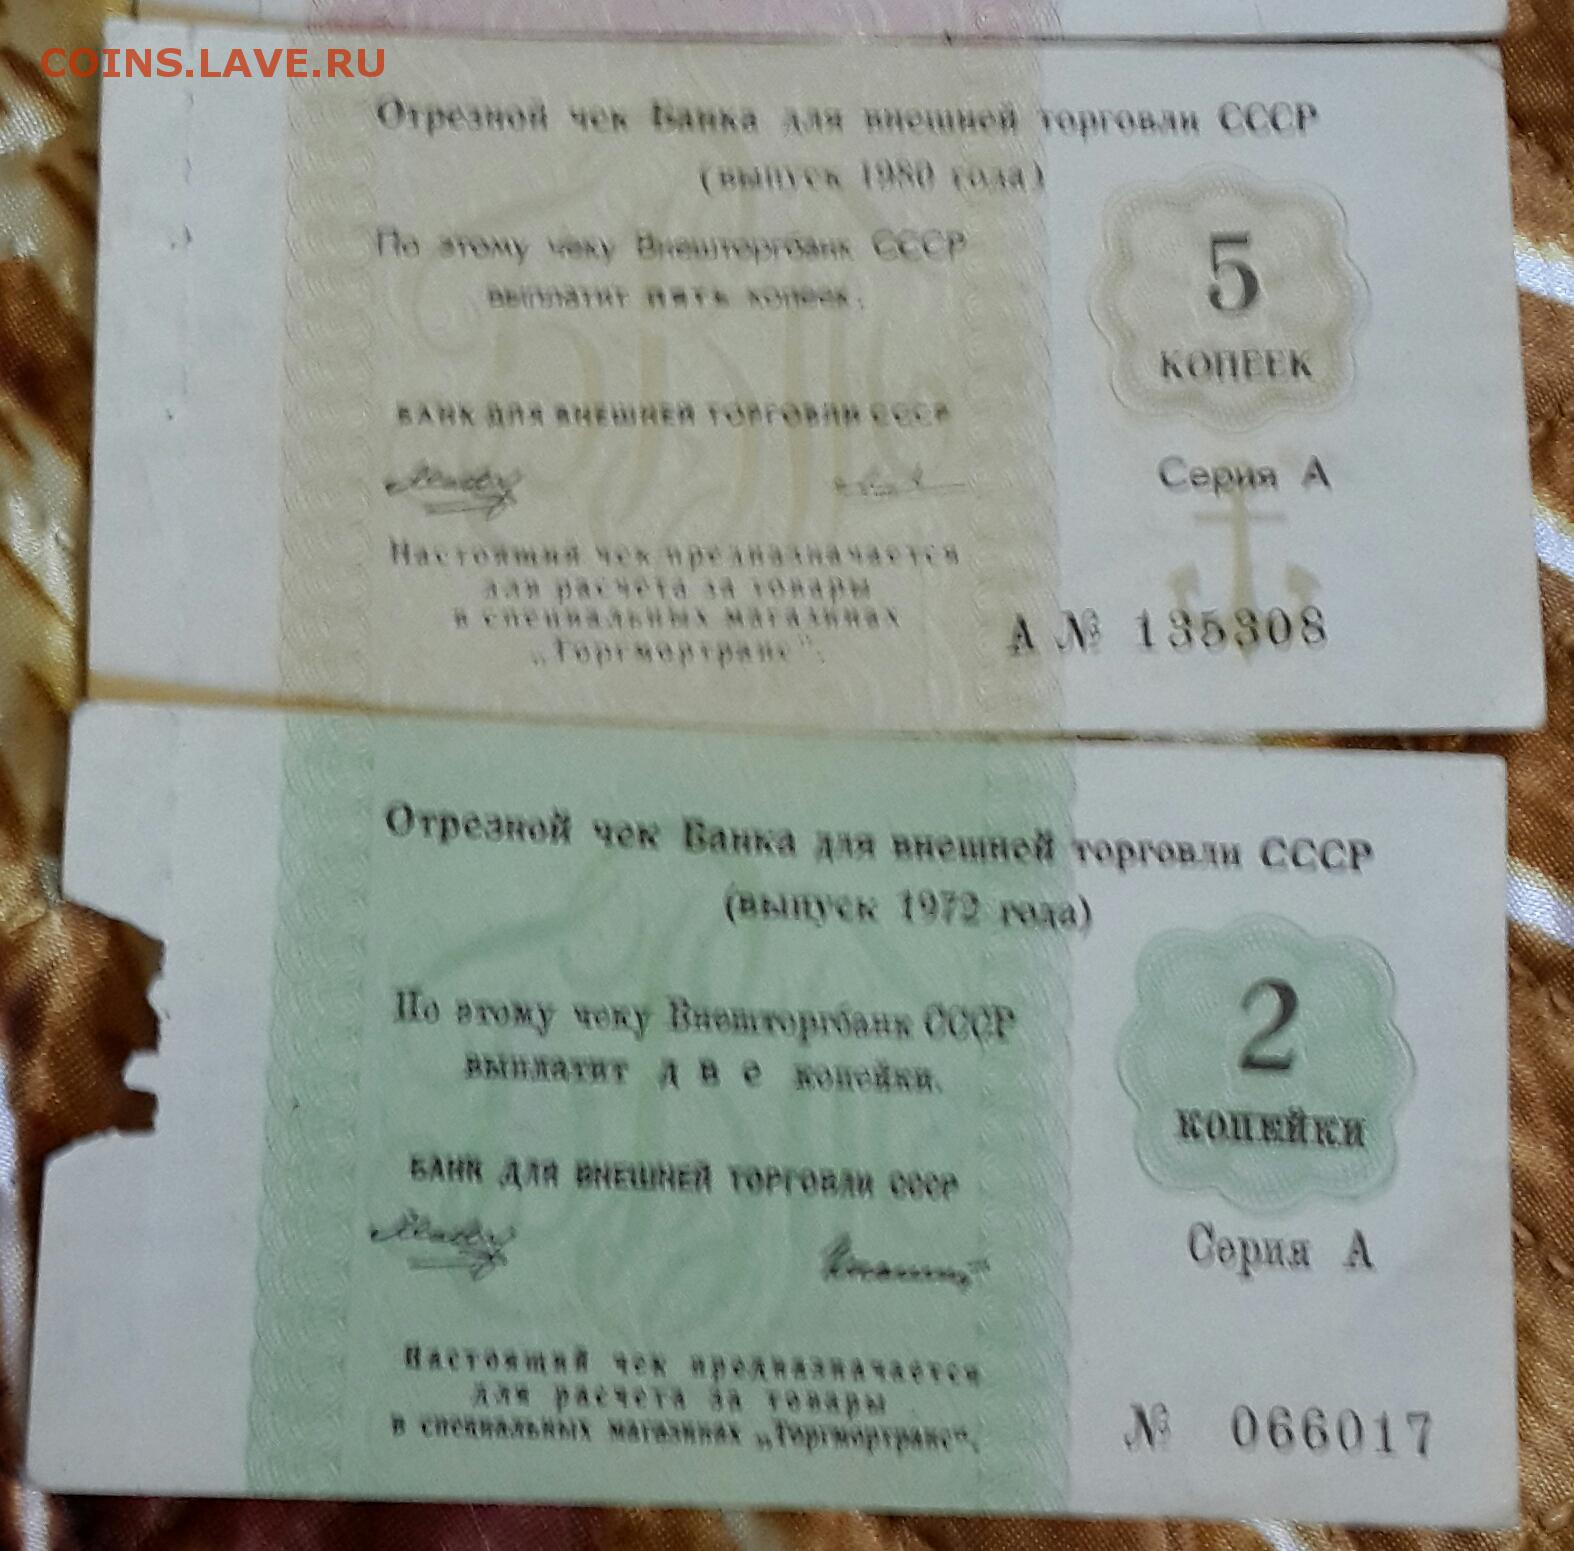 COINS.LAVE.RU
Отрезной чек Банка для внешней торговли СССР
(выпуск 1980 года)
По этому чеку Внешторгбанк СССР
выплатит пять копеек.
5
КОПЕЕК
БАНК ДЛЯ ВНЕШНЕЙ ТОРГОВЛИ СССР
Серия А
Настоящий чек предназначается
для расчета за товары
в специальных магазинах
„Торгмортранс".
А № 135308
Отрезной чек Банка для внешней торговли СССР
(выпуск 1972 года)
По этому чеку Внешторгбанк СССР
выплатит две копейки.
2
КОПЕЙКИ
БАНК ДЛЯ ВНЕШНЕЙ ТОРГОВЛИ СССР
Серия А
Настоящий чек предназначается
для расчета за товары
в специальных магазинах „Торгмортранс".
№ 066017